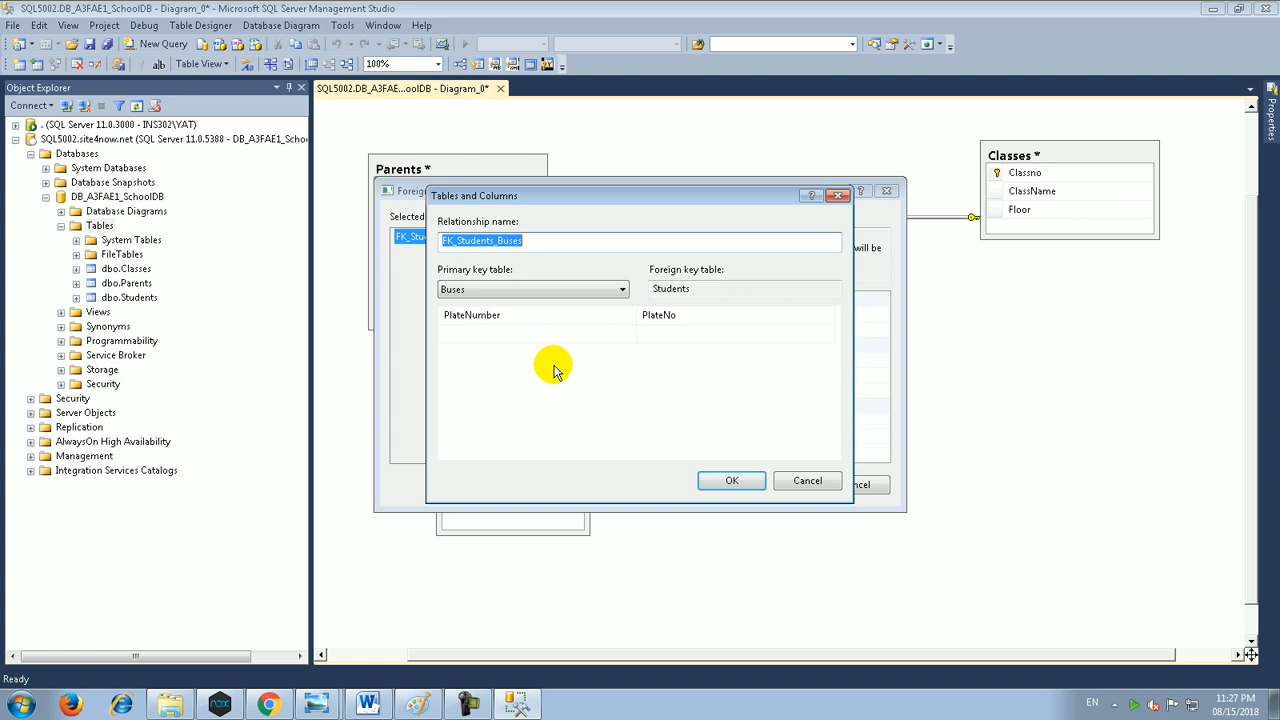 SQL5002.DB_A3FAE1_SchoolDB - Diagram_0* - Microsoft SQL Server Management Studio
File Edit View Project Debug Table Designer Database Diagram Tools Window Help
New Query
Table View 100%
Object Explorer
Connect
. (SQL Server 11.0.3000 - INS302\YAT)
SQL5002.site4now.net (SQL Server 11.0.5388 - DB_A3FAE1_Schoo
Databases
System Databases
Database Snapshots
DB_A3FAE1_SchoolDB
Database Diagrams
Tables
System Tables
FileTables
dbo.Classes
dbo.Parents
dbo.Students
Views
Synonyms
Programmability
Service Broker
Storage
Security
Security
Server Objects
Replication
AlwaysOn High Availability
Management
Integration Services Catalogs
SQL5002.DB_A3FAE...oolDB - Diagram_0*
Properties
Parents *
Classes *
Classno
ClassName
Floor
Foreig
Selected
FK_Stu
will be
ncel
Tables and Columns
Relationship name:
FK_Students_Buses
Primary key table:
Foreign key table:
Buses
Students
PlateNumber
PlateNo
OK
Cancel
Ready
EN
11:27 PM
08/15/2018